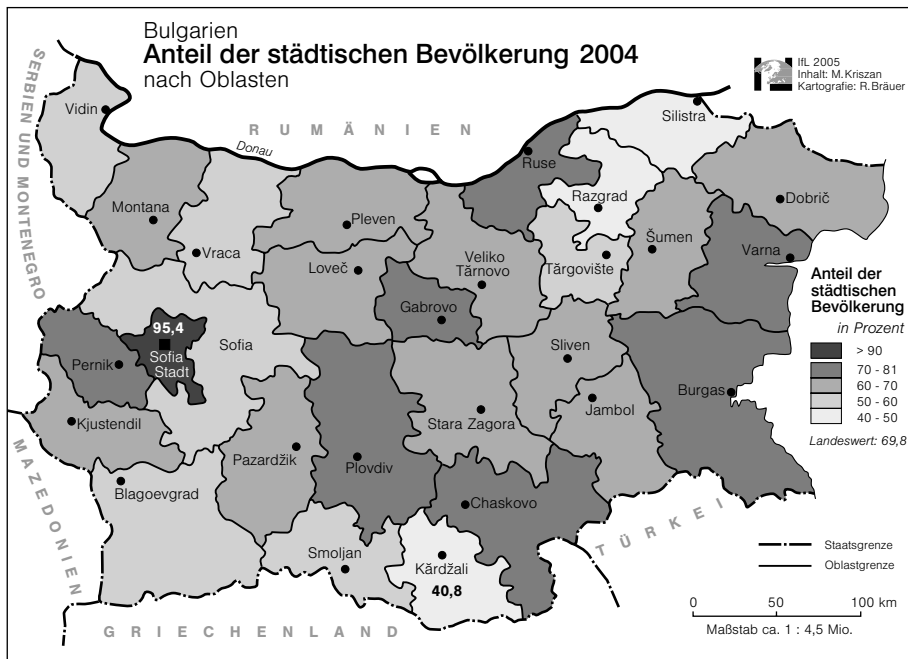 Bulgarien
Anteil der städtischen Bevölkerung 2004
nach Oblasten
IfL 2005
Inhalt: M.Kriszan
Kartografie: R.Bräuer
SERBIEN UND MONTENEGRO
RUMÄNIEN
Donau
Vidin
Silistra
Ruse
Razgrad
Dobrič
Montana
Pleven
Vraca
Loveč
Veliko
Tărnovo
Tărgovište
Šumen
Varna
Gabrovo
95,4
Sofia
Stadt
Sofia
Pernik
Sliven
Burgas
Kjustendil
Stara Zagora
Jambol
Pazardžik
Plovdiv
Blagoevgrad
Chaskovo
Smoljan
Kărdžali
40,8
MAZEDONIEN
GRIECHENLAND
TÜRKEI
Anteil der
städtischen
Bevölkerung
in Prozent
> 90
70 - 81
60 - 70
50 - 60
40 - 50
Landeswert: 69,8
Staatsgrenze
Oblastgrenze
0 50 100 km
Maßstab ca. 1 : 4,5 Mio.